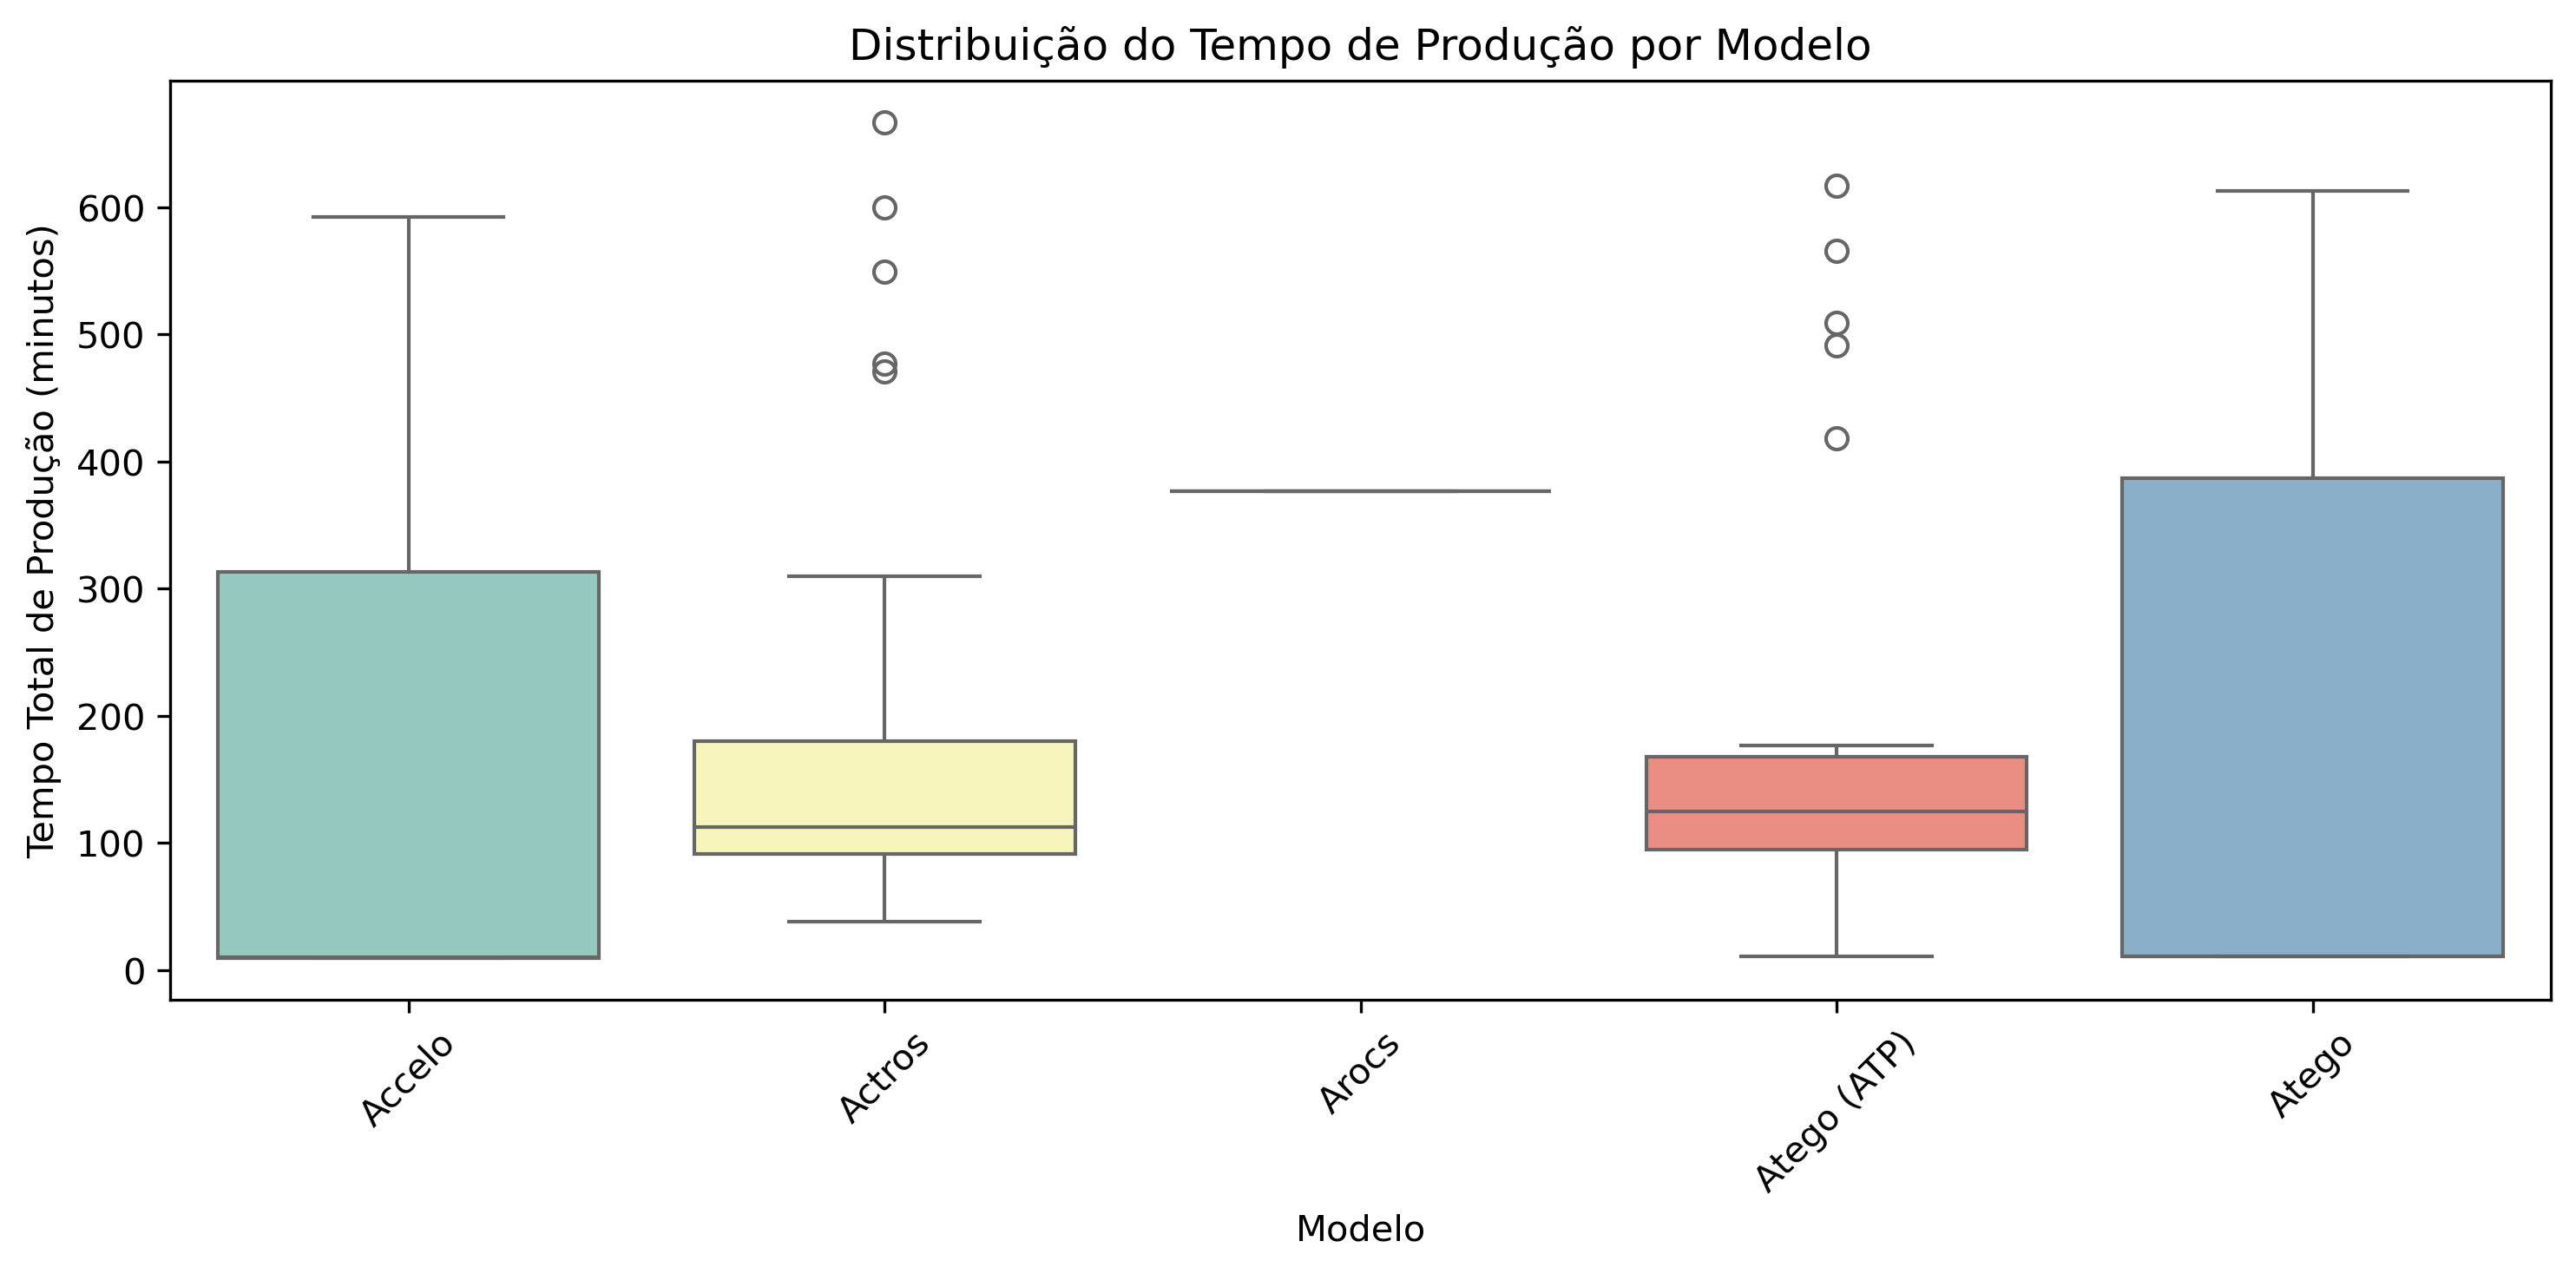 Distribuição do Tempo de Produção por Modelo
Tempo Total de Produção (minutos)
600
500
400
300
200
100
0
Accelo
Actros
Arocs
Atego (ATP)
Atego
Modelo